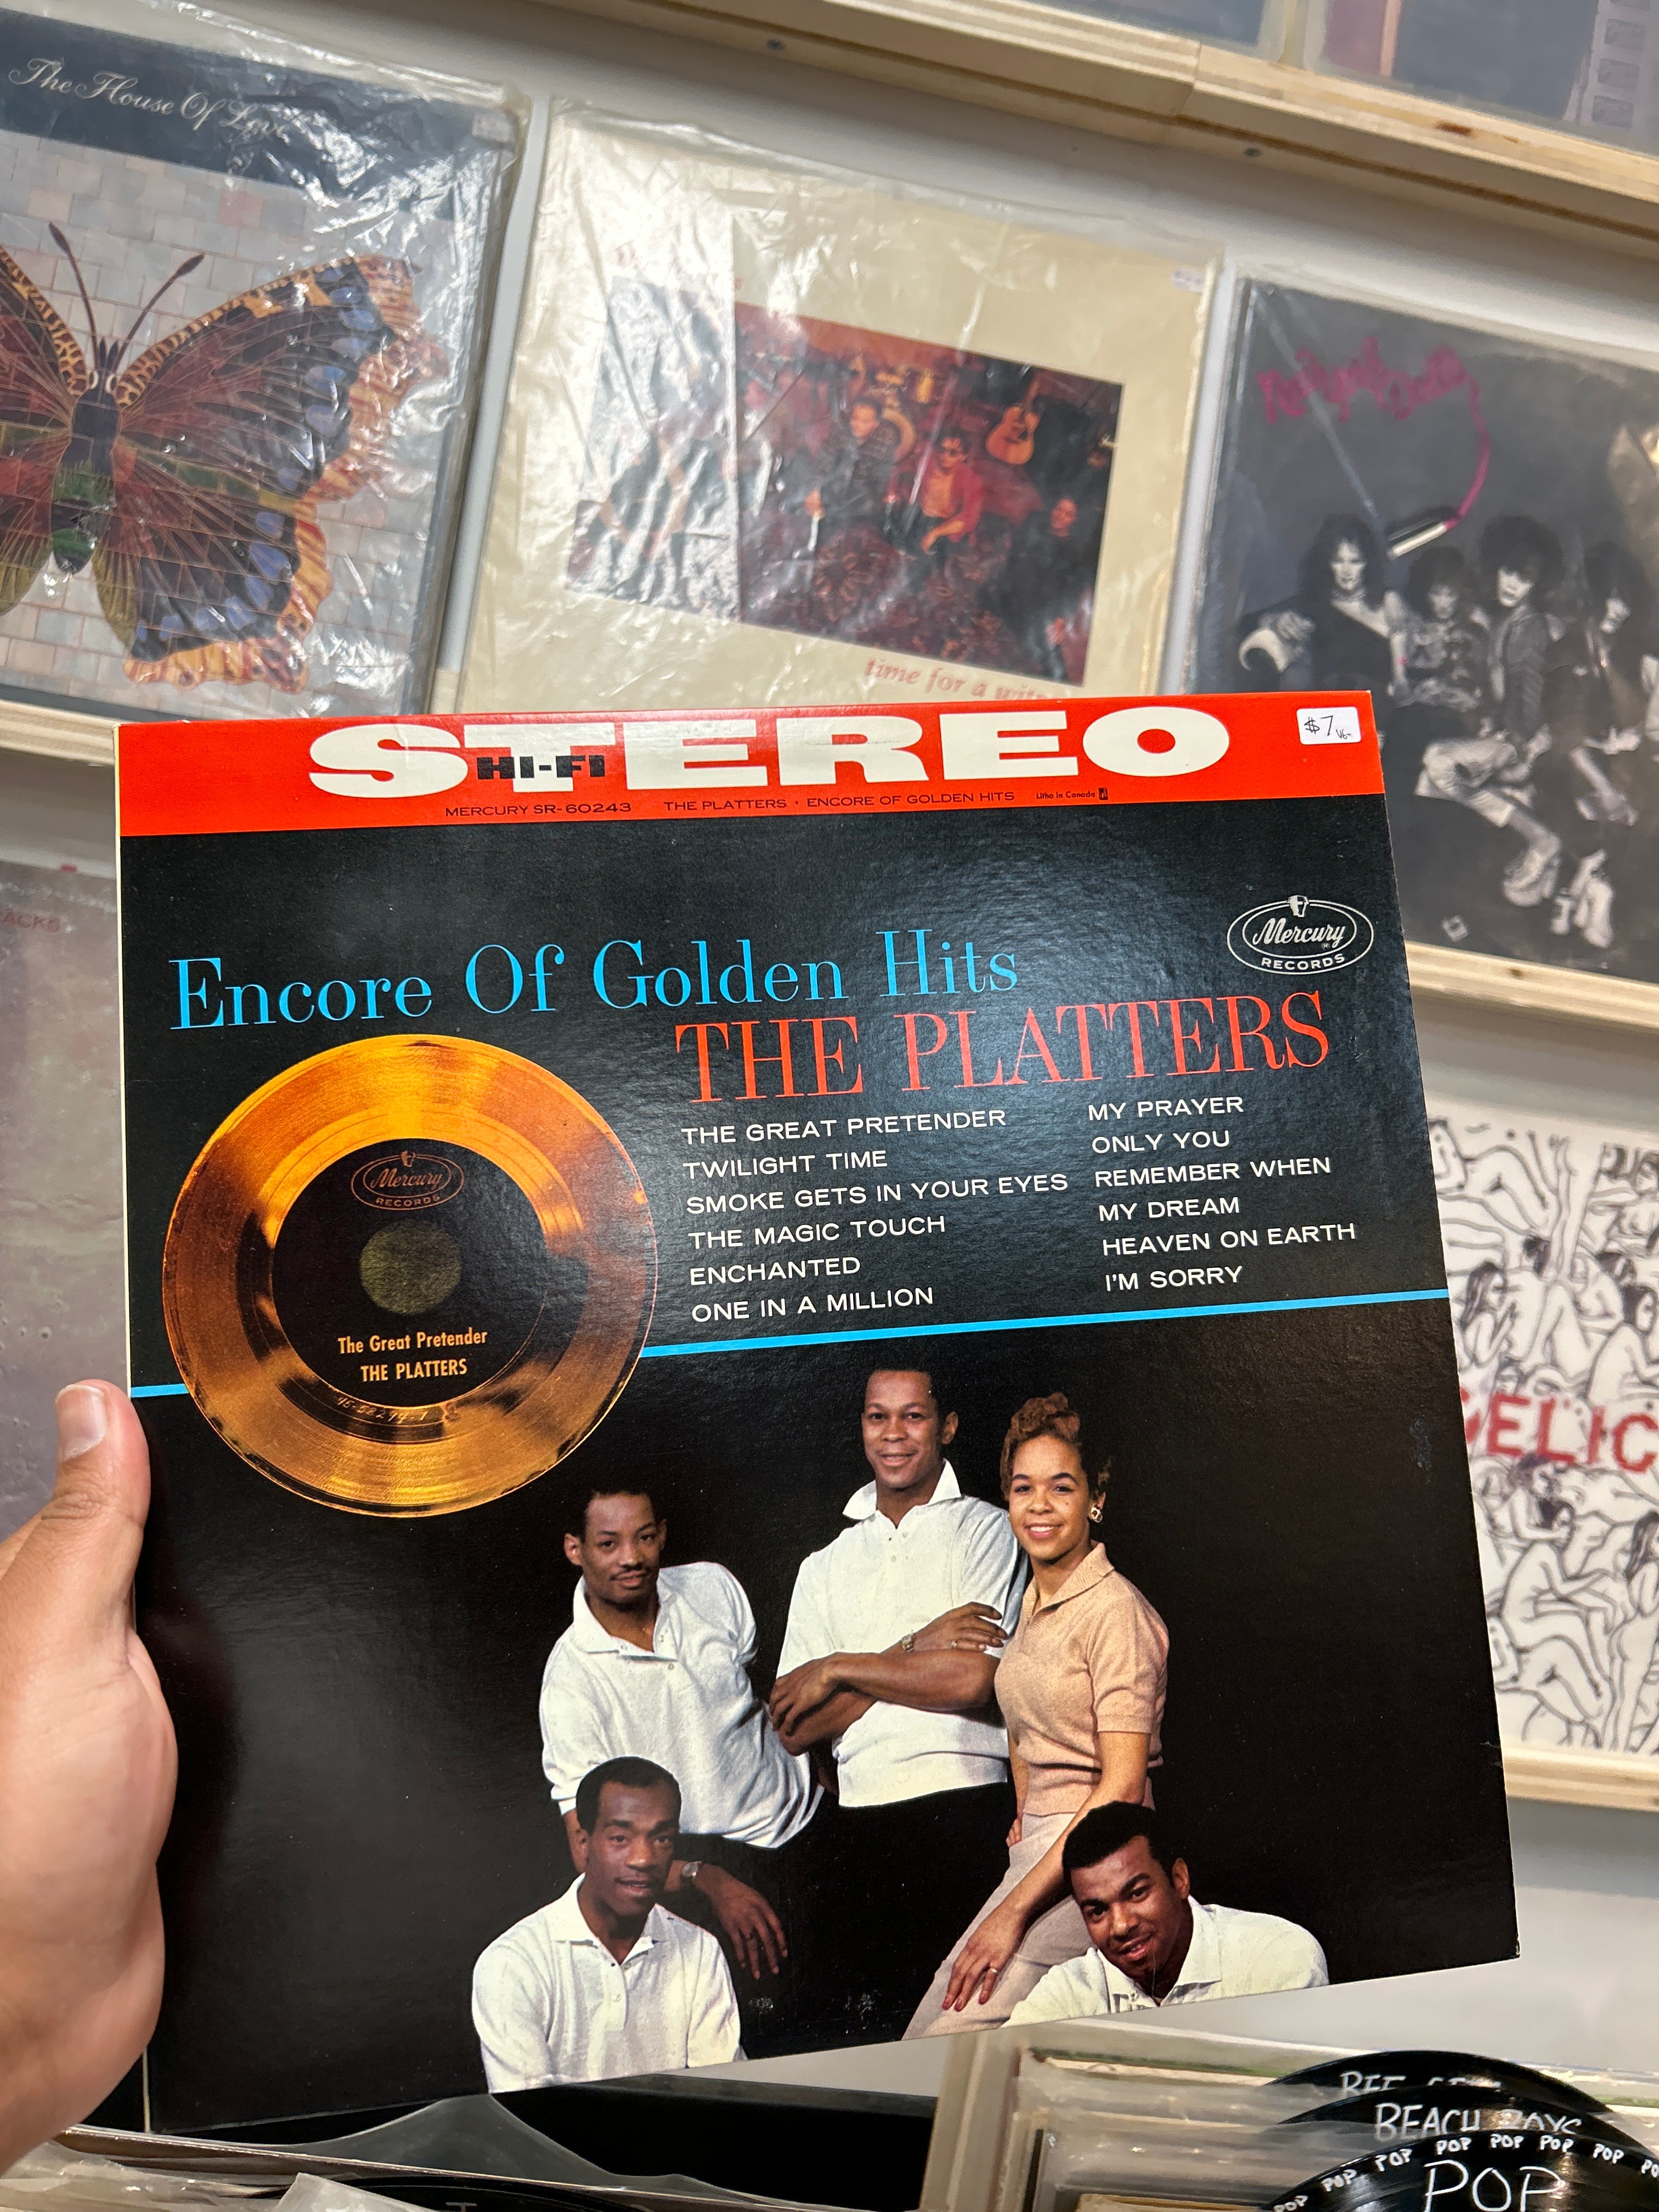 The House Of Love
time for a
STEREO
HI-FI
$7 VG-
MERCURY SR-60243 THE PLATTERS • ENCORE OF GOLDEN HITS Litho in Canada
Mercury
RECORDS
Encore Of Golden Hits
THE PLATTERS
THE GREAT PRETENDER
TWILIGHT TIME
SMOKE GETS IN YOUR EYES
THE MAGIC TOUCH
ENCHANTED
ONE IN A MILLION
MY PRAYER
ONLY YOU
REMEMBER WHEN
MY DREAM
HEAVEN ON EARTH
I'M SORRY
Mercury
RECORDS
The Great Pretender
THE PLATTERS
ACKS
ELIC
BEACH
POP POP POP POP POP POP POP
POP